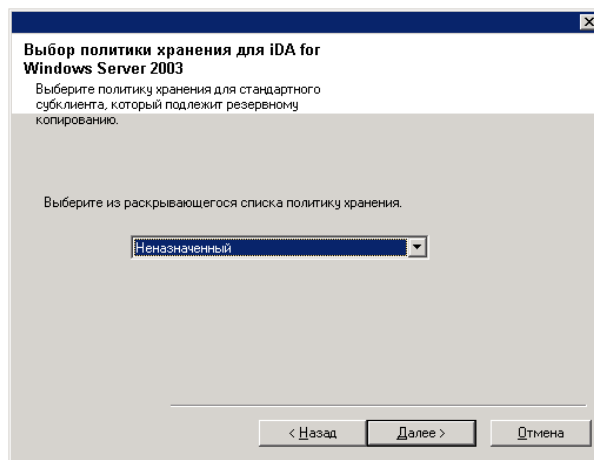 Выбор политики хранения для iDA for
Windows Server 2003
Выберите политику хранения для стандартного
субклиента, который подлежит резервному
копированию.
Выберите из раскрывающегося списка политику хранения.
Неназначенный
< Назад
Далее >
Отмена